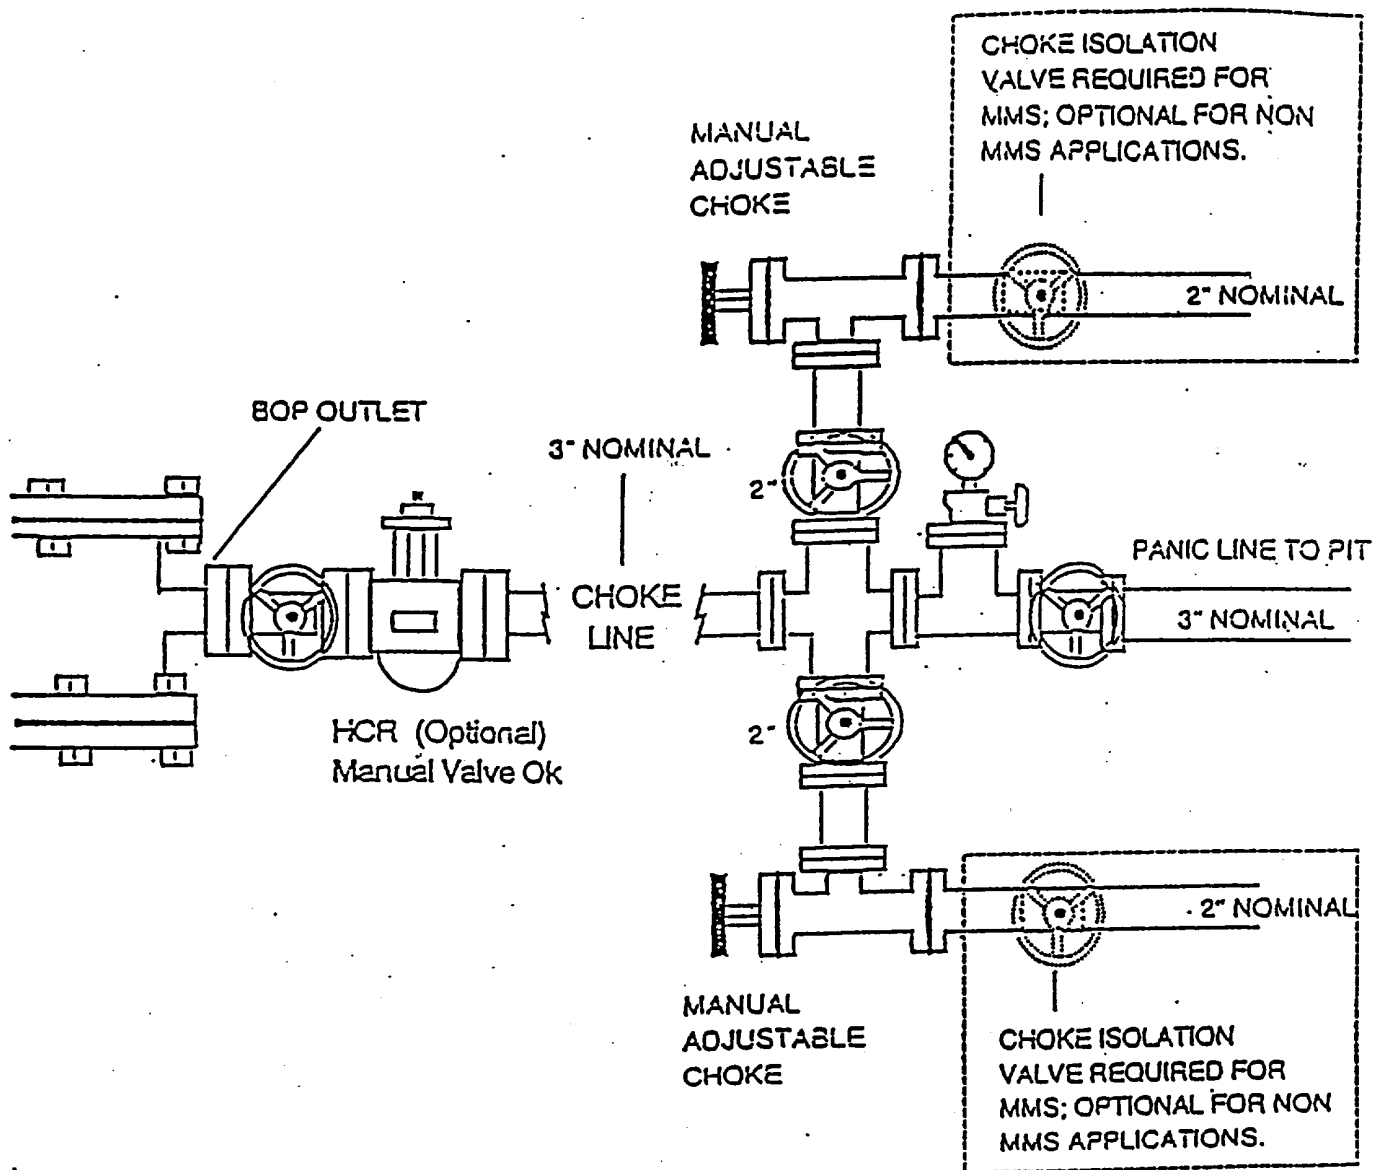 CHOKE ISOLATION
VALVE REQUIRED FOR
MMS; OPTIONAL FOR NON
MMS APPLICATIONS.
MANUAL
ADJUSTABLE
CHOKE
2" NOMINAL
BOP OUTLET
3" NOMINAL
2"
PANIC LINE TO PIT
CHOKE
LINE
3" NOMINAL
HCR (Optional)
Manual Valve Ok
2"
2" NOMINAL
MANUAL
ADJUSTABLE
CHOKE
CHOKE ISOLATION
VALVE REQUIRED FOR
MMS; OPTIONAL FOR NON
MMS APPLICATIONS.